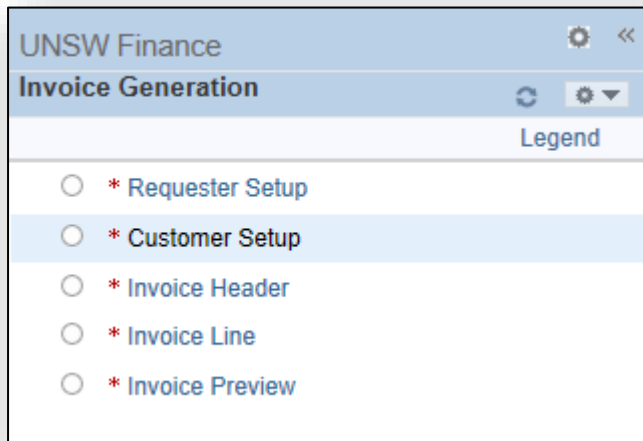 UNSW Finance
Invoice Generation
Legend
* Requester Setup
* Customer Setup
* Invoice Header
* Invoice Line
* Invoice Preview